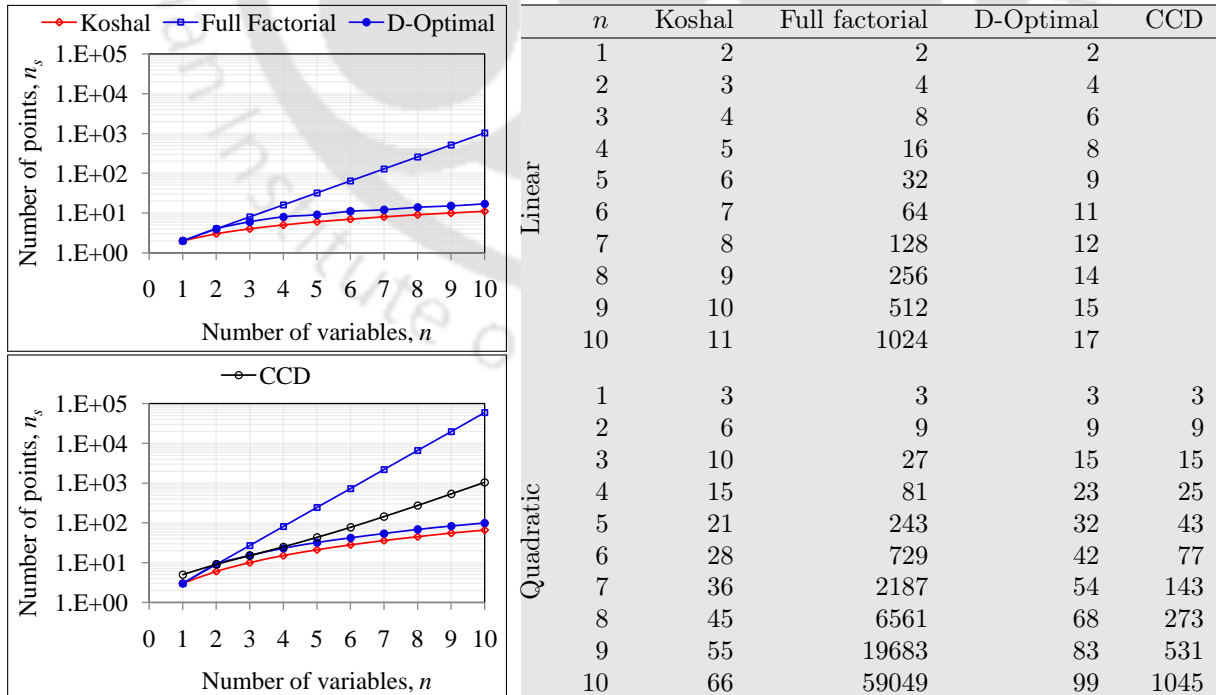 Koshal Full Factorial D-Optimal
1.E+05
1.E+04
1.E+03
1.E+02
1.E+01
1.E+00
0 1 2 3 4 5 6 7 8 9 10
Number of points, nₛ
Number of variables, n
CCD
1.E+05
1.E+04
1.E+03
1.E+02
1.E+01
1.E+00
0 1 2 3 4 5 6 7 8 9 10
Number of points, nₛ
Number of variables, n
n Koshal Full factorial D-Optimal CCD
Linear
1 2 2 2
2 3 4 4
3 4 8 6
4 5 16 8
5 6 32 9
6 7 64 11
7 8 128 12
8 9 256 14
9 10 512 15
10 11 1024 17
Quadratic
1 3 3 3 3
2 6 9 9 9
3 10 27 15 15
4 15 81 23 25
5 21 243 32 43
6 28 729 42 77
7 36 2187 54 143
8 45 6561 68 273
9 55 19683 83 531
10 66 59049 99 1045
Institute o